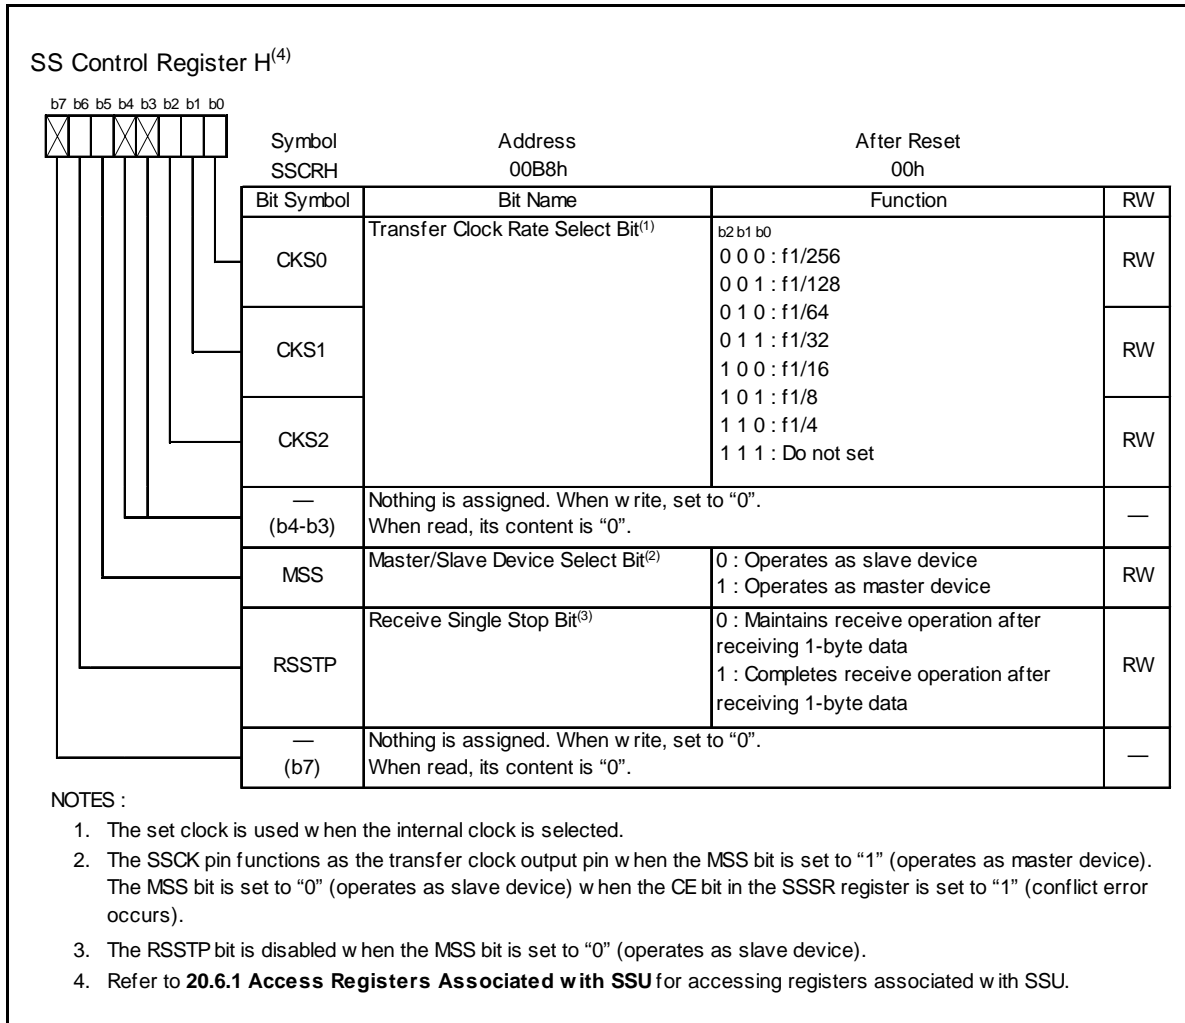 SS Control Register H(4)
b7 b6 b5 b4 b3 b2 b1 b0
Symbol Address After Reset
SSCRH 00B8h 00h
Bit Symbol Bit Name Function RW
CKS0 Transfer Clock Rate Select Bit(1) b2 b1 b0 RW
0 0 0 : f1/256
0 0 1 : f1/128
0 1 0 : f1/64
CKS1 0 1 1 : f1/32 RW
1 0 0 : f1/16
1 0 1 : f1/8
CKS2 1 1 0 : f1/4 RW
1 1 1 : Do not set
— Nothing is assigned. When write, set to “0”. —
(b4-b3) When read, its content is “0”.
MSS Master/Slave Device Select Bit(2) 0 : Operates as slave device RW
1 : Operates as master device
RSSTP Receive Single Stop Bit(3) 0 : Maintains receive operation after RW
receiving 1-byte data
1 : Completes receive operation after
receiving 1-byte data
— Nothing is assigned. When write, set to “0”. —
(b7) When read, its content is “0”.
NOTES :
1. The set clock is used when the internal clock is selected.
2. The SSCK pin functions as the transfer clock output pin when the MSS bit is set to “1” (operates as master device).
The MSS bit is set to “0” (operates as slave device) when the CE bit in the SSSR register is set to “1” (conflict error
occurs).
3. The RSSTP bit is disabled when the MSS bit is set to “0” (operates as slave device).
4. Refer to 20.6.1 Access Registers Associated with SSU for accessing registers associated with SSU.